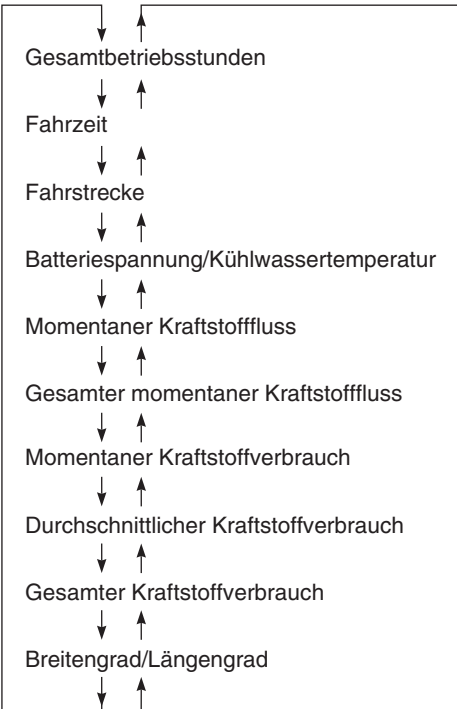 Gesamtbetriebsstunden
Fahrzeit
Fahrstrecke
Batteriespannung/Kühlwassertemperatur
Momentaner Kraftstofffluss
Gesamter momentaner Kraftstofffluss
Momentaner Kraftstoffverbrauch
Durchschnittlicher Kraftstoffverbrauch
Gesamter Kraftstoffverbrauch
Breitengrad/Längengrad